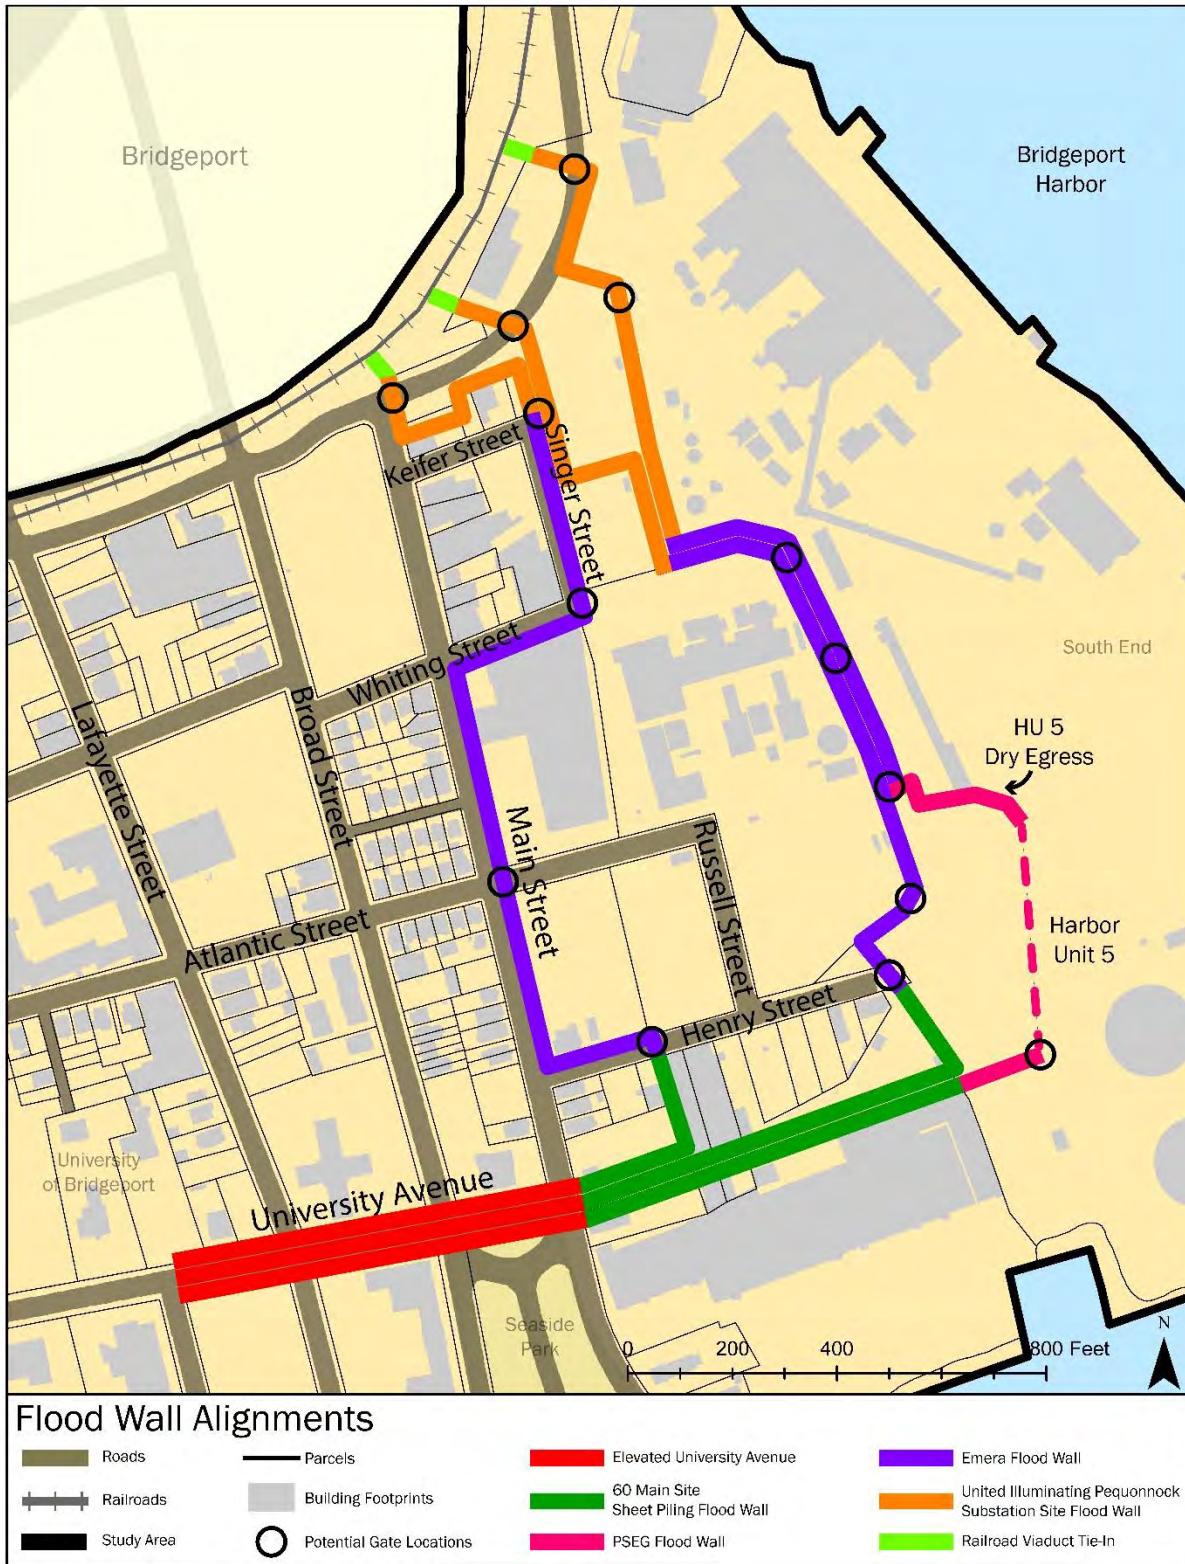 Bridgeport
Bridgeport
Harbor
Keifer Street
Singer Street
South End
Whiting Street
Lafayette Street
Broad Street
HU 5
Dry Egress
Main Street
Russell Street
Atlantic Street
Harbor
Unit 5
Henry Street
University
of Bridgeport
University Avenue
Seaside
Park
0 200 400 800 Feet
N
Flood Wall Alignments
Roads
Railroads
Study Area
Parcels
Building Footprints
Potential Gate Locations
Elevated University Avenue
60 Main Site
Sheet Piling Flood Wall
PSEG Flood Wall
Emera Flood Wall
United Illuminating Pequonnock
Substation Site Flood Wall
Railroad Viaduct Tie-In